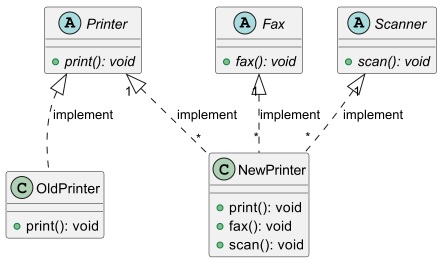 A Printer
print(): void
A Fax
fax(): void
A Scanner
scan(): void
1
1
1
implement
implement
implement
implement
*
*
*
C OldPrinter
print(): void
C NewPrinter
print(): void
fax(): void
scan(): void